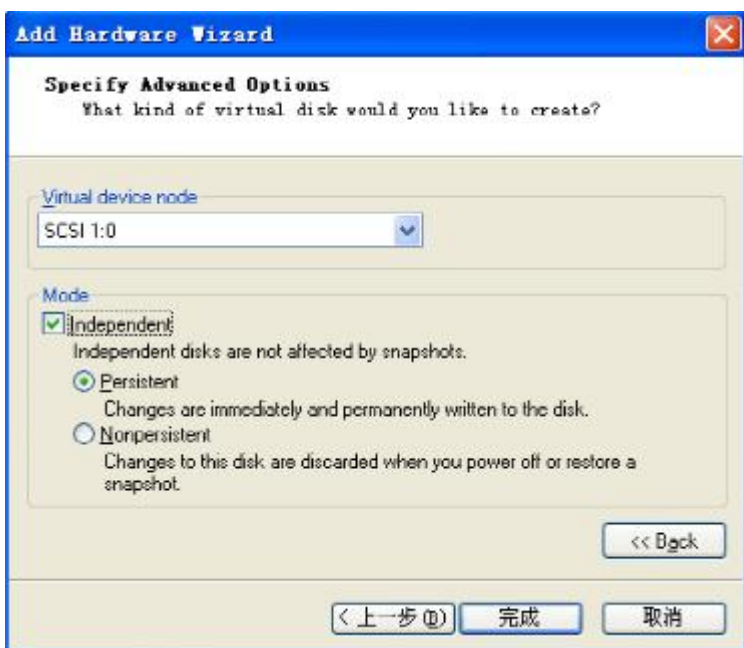 Add Hardware Wizard
Specify Advanced Options
What kind of virtual disk would you like to create?
Virtual device node
SCSI 1:0
Mode
Independent
Independent disks are not affected by snapshots.
Persistent
Changes are immediately and permanently written to the disk.
Nonpersistent
Changes to this disk are discarded when you power off or restore a
snapshot.
<< Back
< 上一步(B) 完成 取消